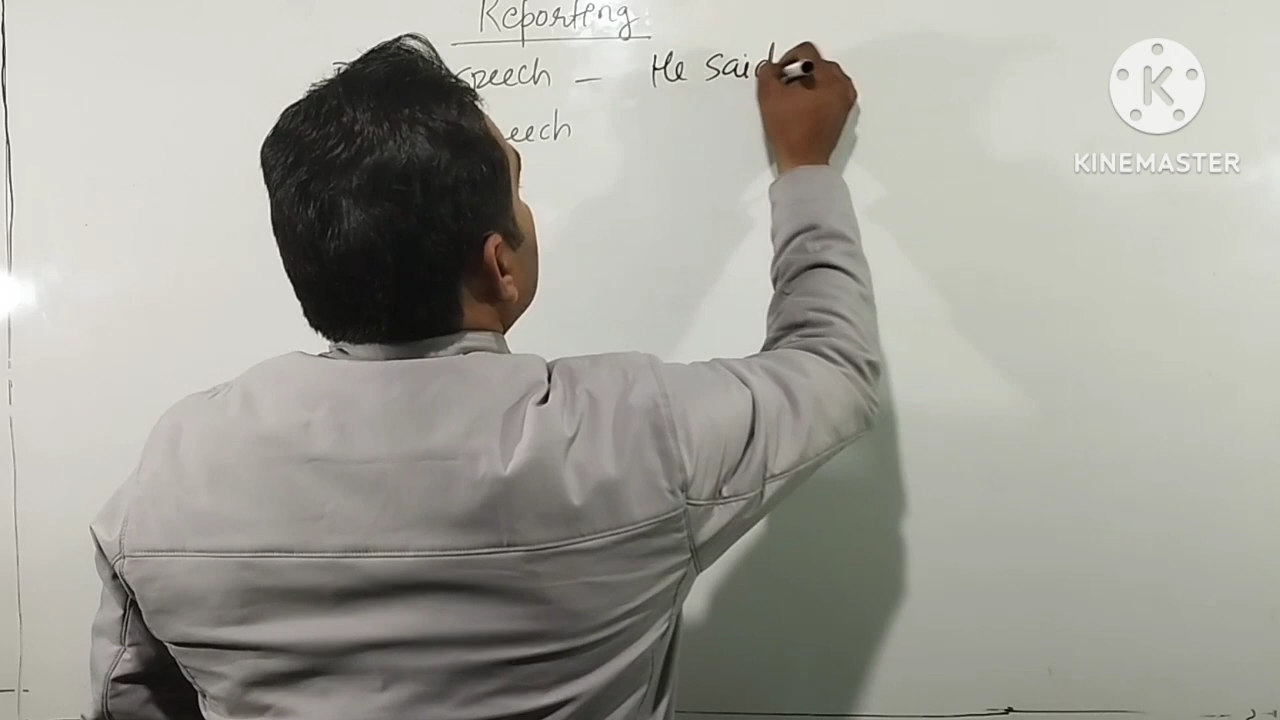 Reporting
speech – He said
eech
K
KINEMASTER